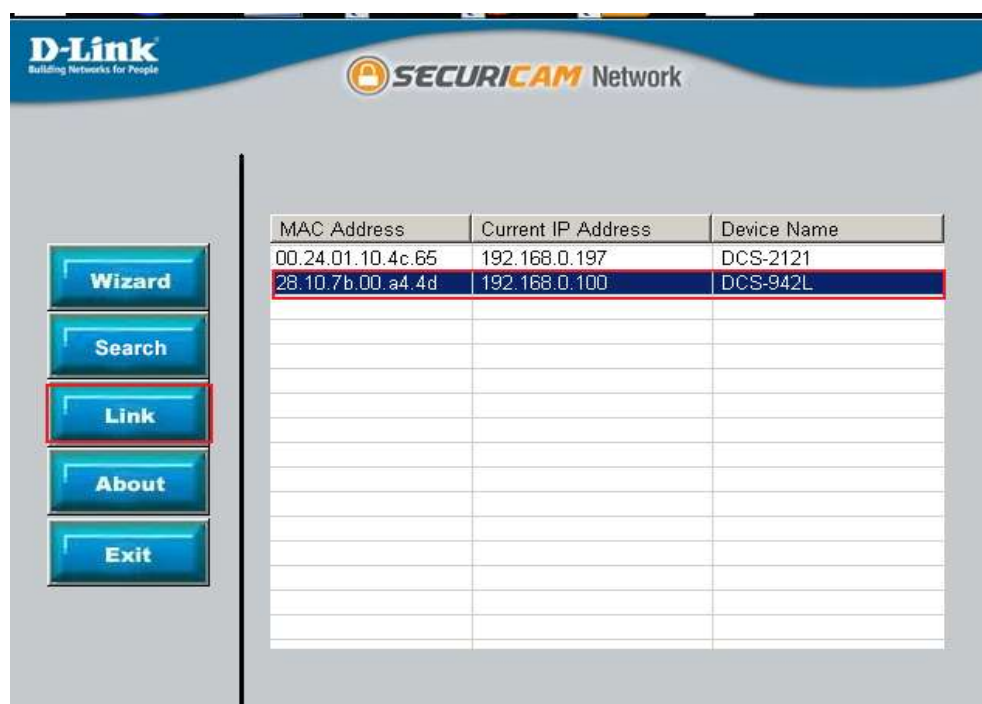 D-Link
Building Networks for People
SECURICAM Network
MAC Address Current IP Address Device Name
00.24.01.10.4c.65 192.168.0.197 DCS-2121
28.10.7b.00.a4.4d 192.168.0.100 DCS-942L
Wizard
Search
Link
About
Exit